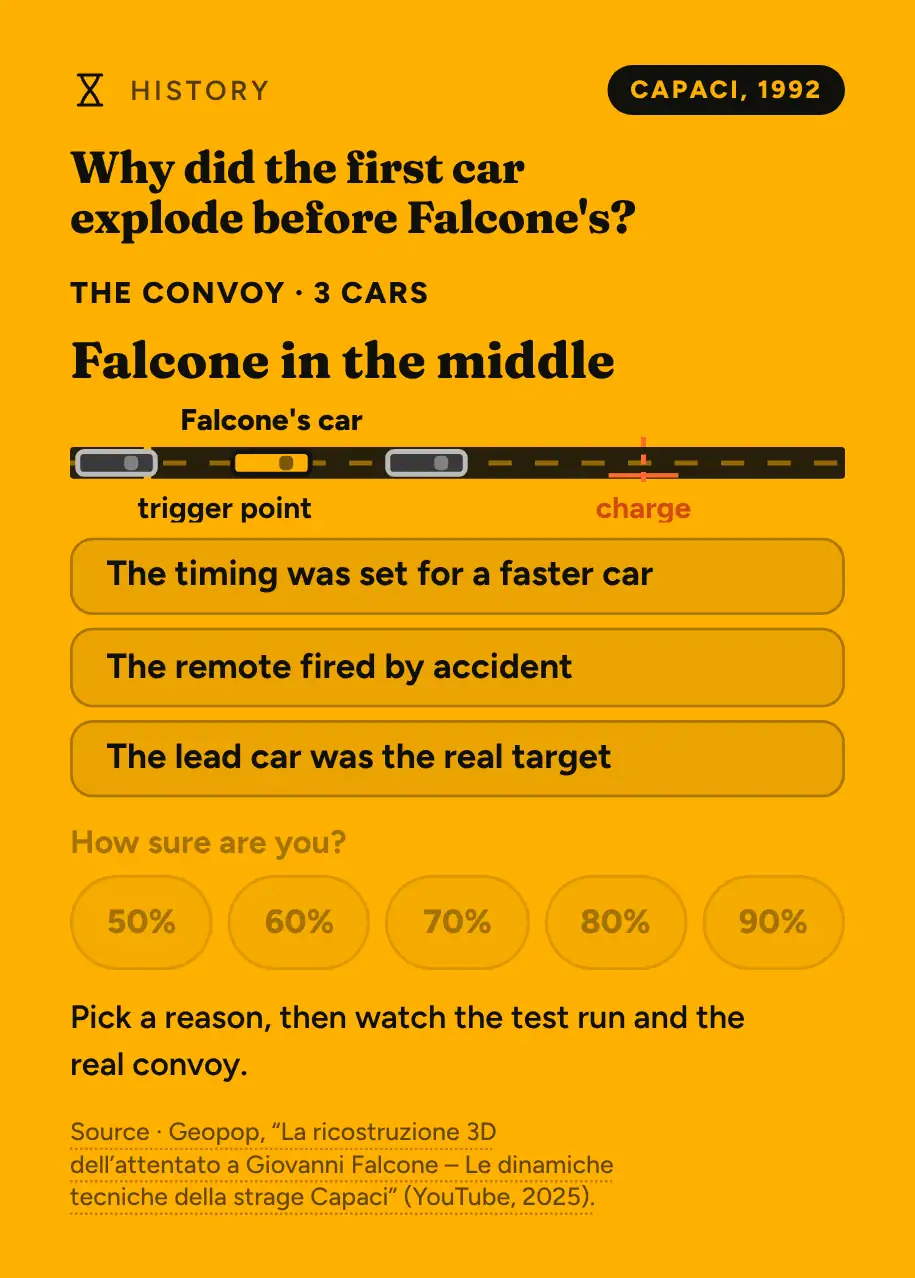 HISTORY
CAPACI, 1992
Why did the first car
explode before Falcone's?
THE CONVOY · 3 CARS
Falcone in the middle
Falcone's car
trigger point
charge
The timing was set for a faster car
The remote fired by accident
The lead car was the real target
How sure are you?
50% 60% 70% 80% 90%
Pick a reason, then watch the test run and the
real convoy.
Source · Geopop, “La ricostruzione 3D
dell’attentato a Giovanni Falcone – Le dinamiche
tecniche della strage Capaci” (YouTube, 2025).